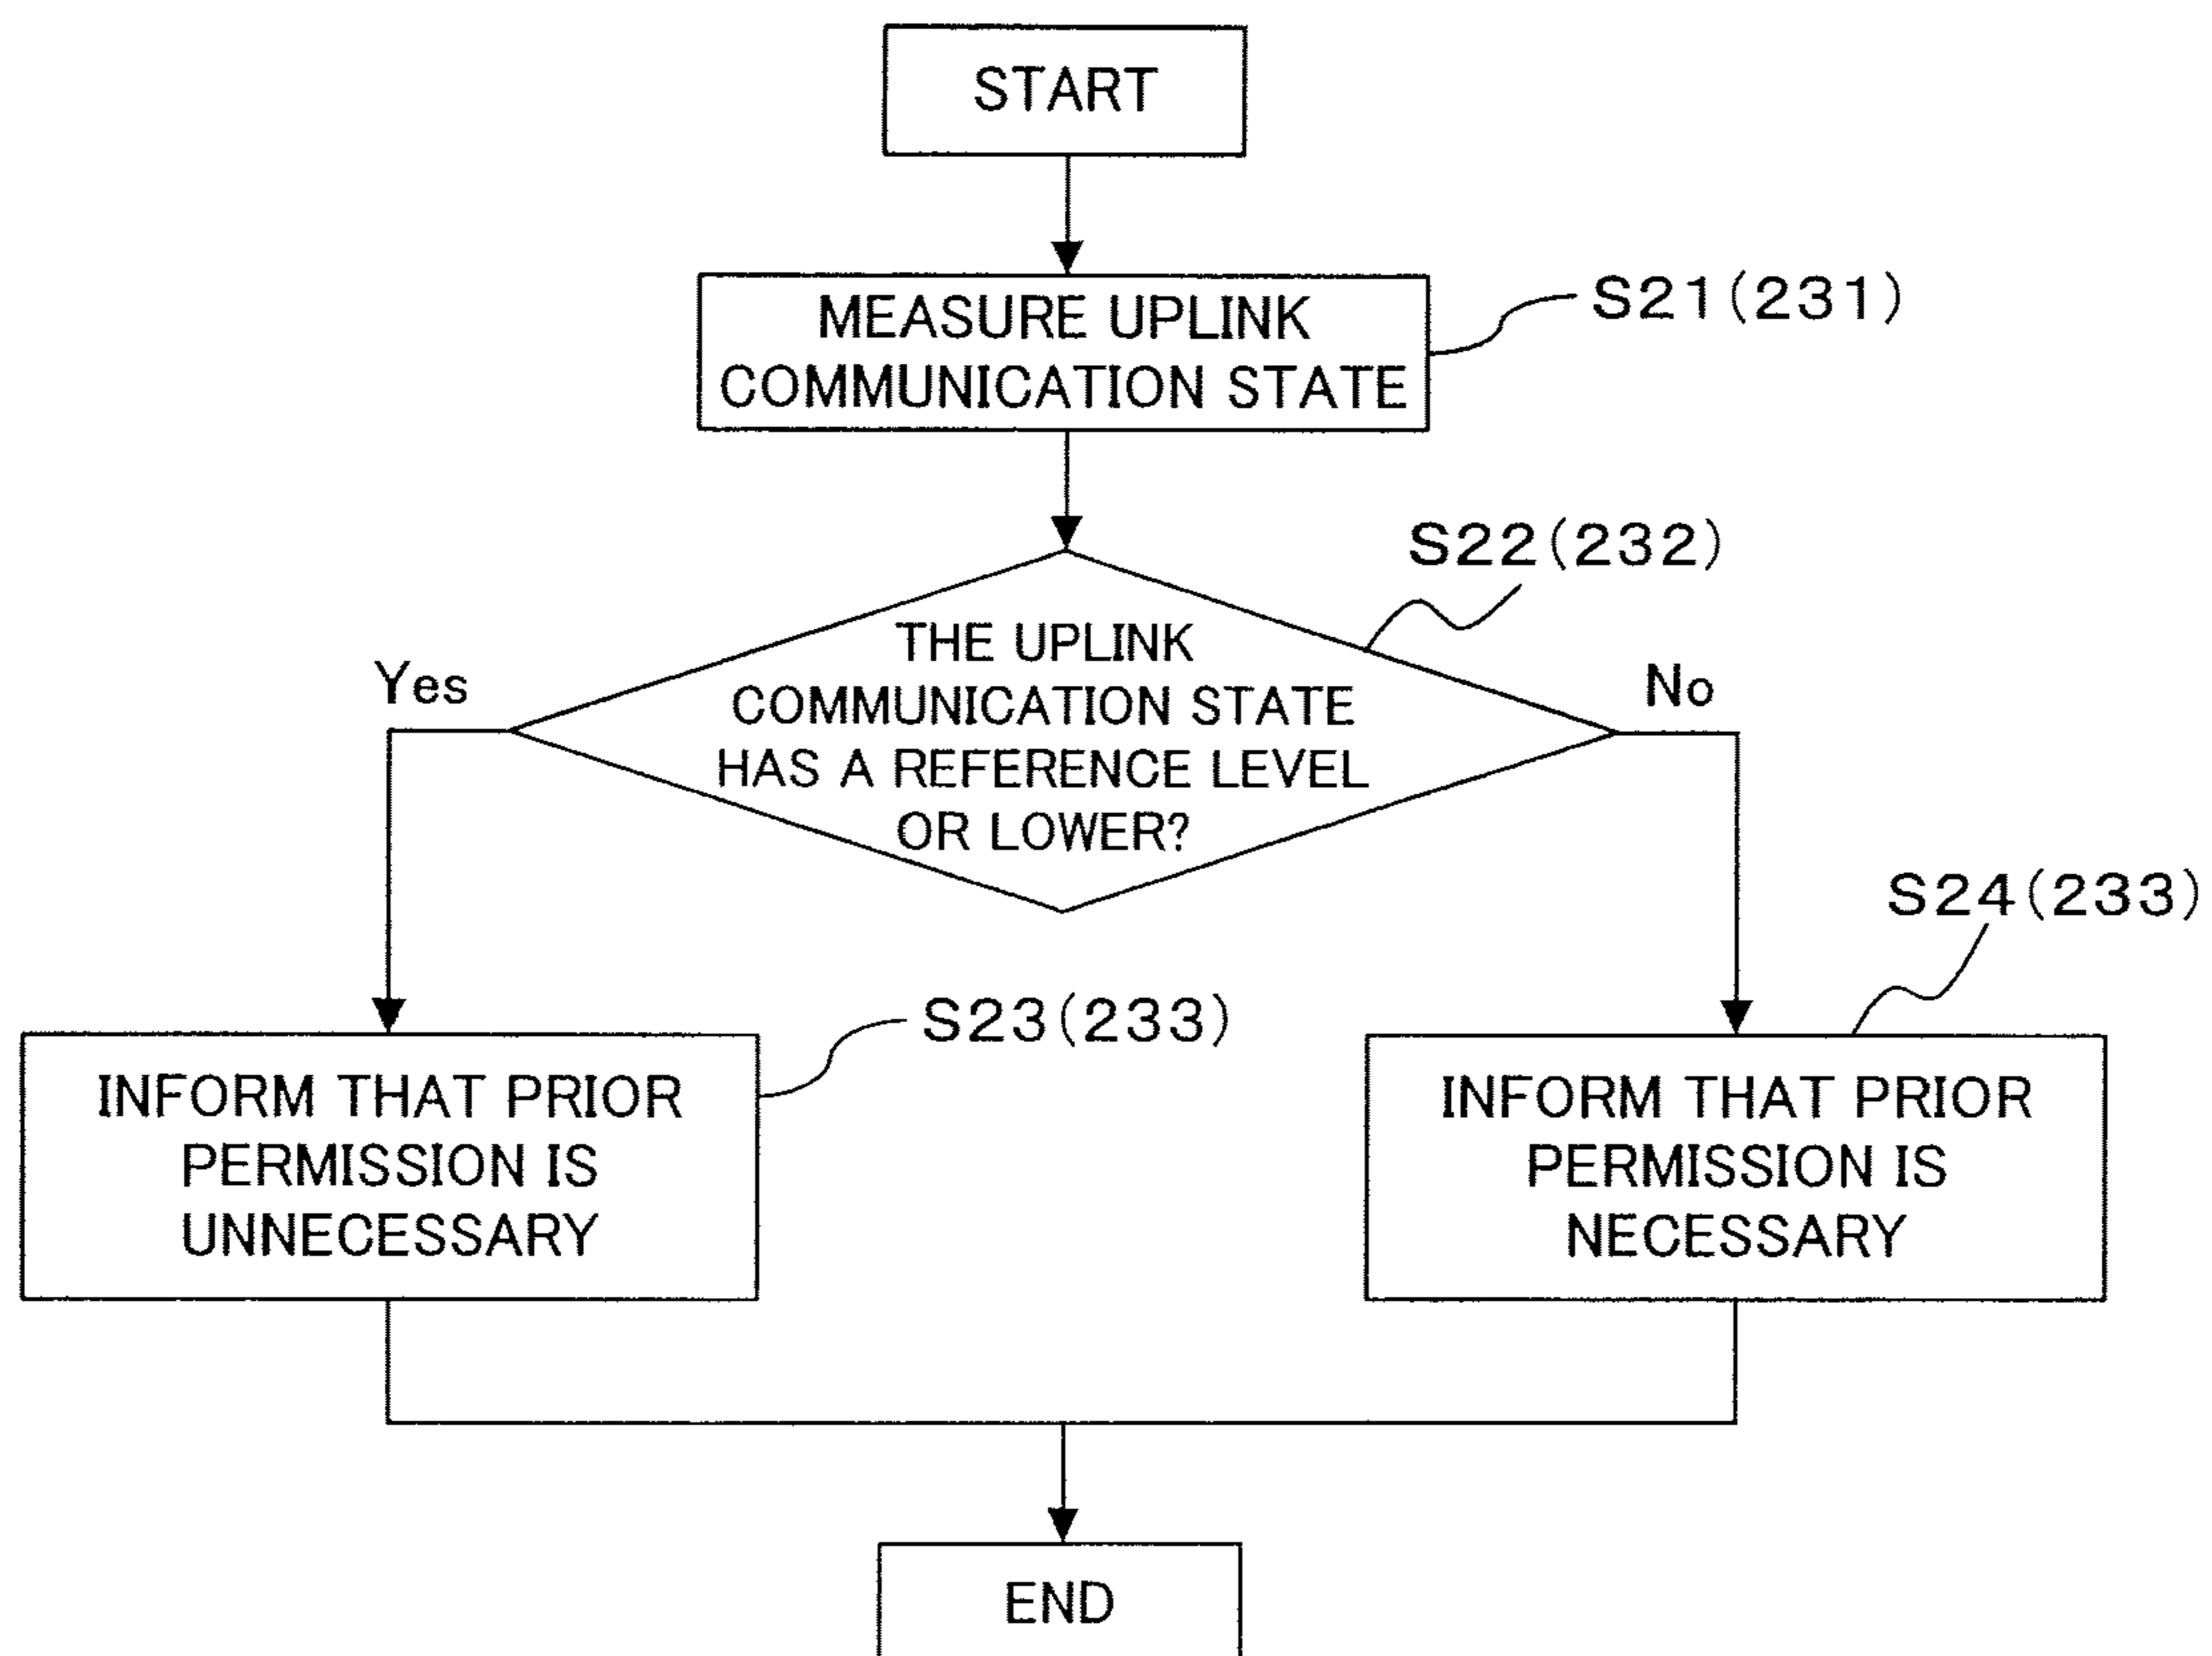 START
MEASURE UPLINK
COMMUNICATION STATE
S21(231)
S22(232)
THE UPLINK
COMMUNICATION STATE
HAS A REFERENCE LEVEL
OR LOWER?
Yes
No
S23(233)
S24(233)
INFORM THAT PRIOR
PERMISSION IS
UNNECESSARY
INFORM THAT PRIOR
PERMISSION IS
NECESSARY
END